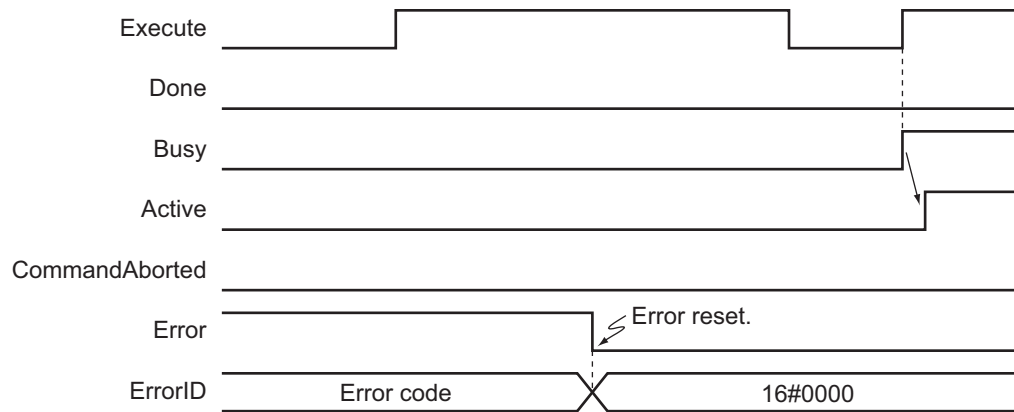 Execute
Done
Busy
Active
CommandAborted
Error
Error reset.
ErrorID
Error code
16#0000